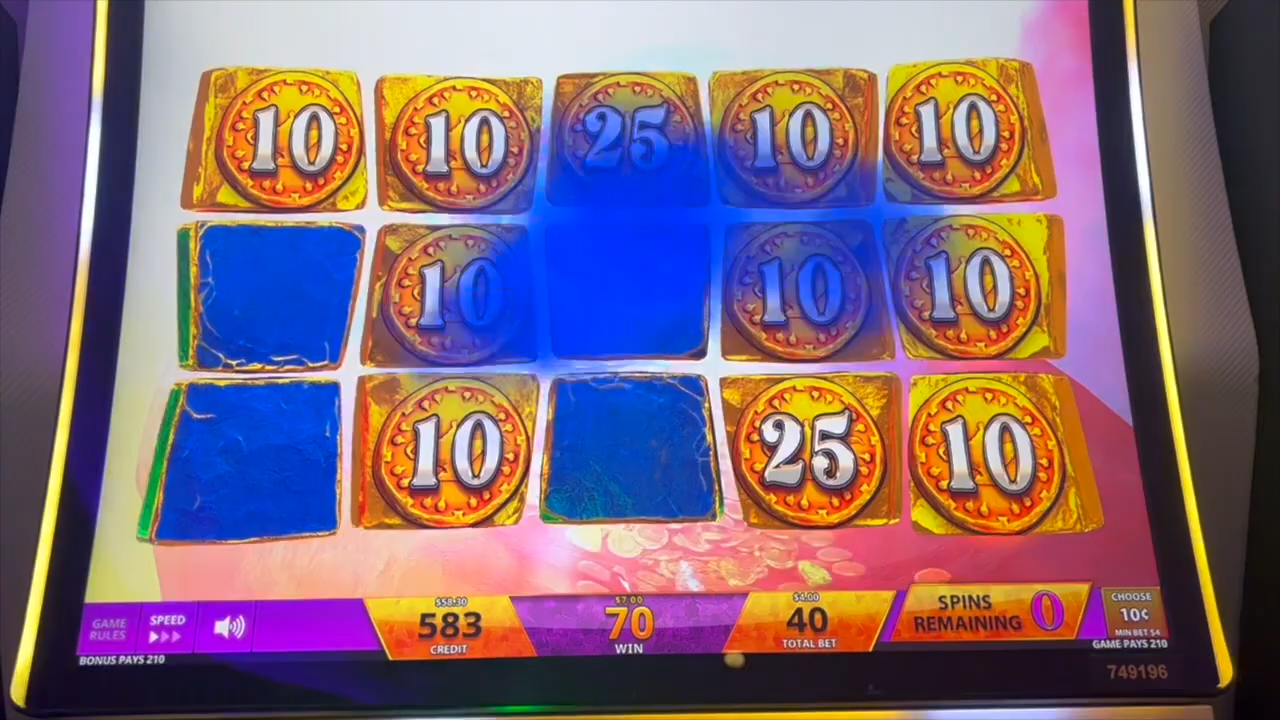 10 10 25 10 10
10 10 10
10 25 10
GAME RULES
SPEED
$58.30
583
CREDIT
$7.00
70
WIN
$4.00
40
TOTAL BET
SPINS REMAINING 0
CHOOSE
10¢
MIN BET $4
BONUS PAYS 210
GAME PAYS 210
749196